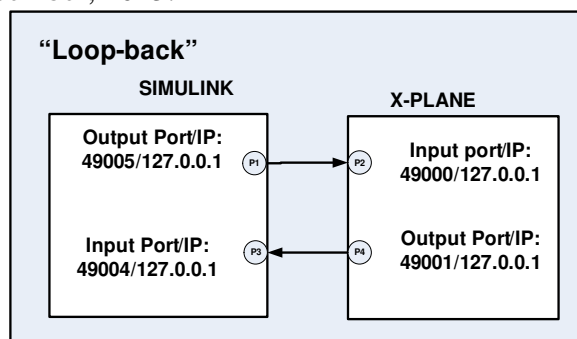 “Loop-back”
SIMULINK
X-PLANE
Output Port/IP:
49005/127.0.0.1
P1
P2
Input port/IP:
49000/127.0.0.1
Input Port/IP:
49004/127.0.0.1
P3
P4
Output Port/IP:
49001/127.0.0.1